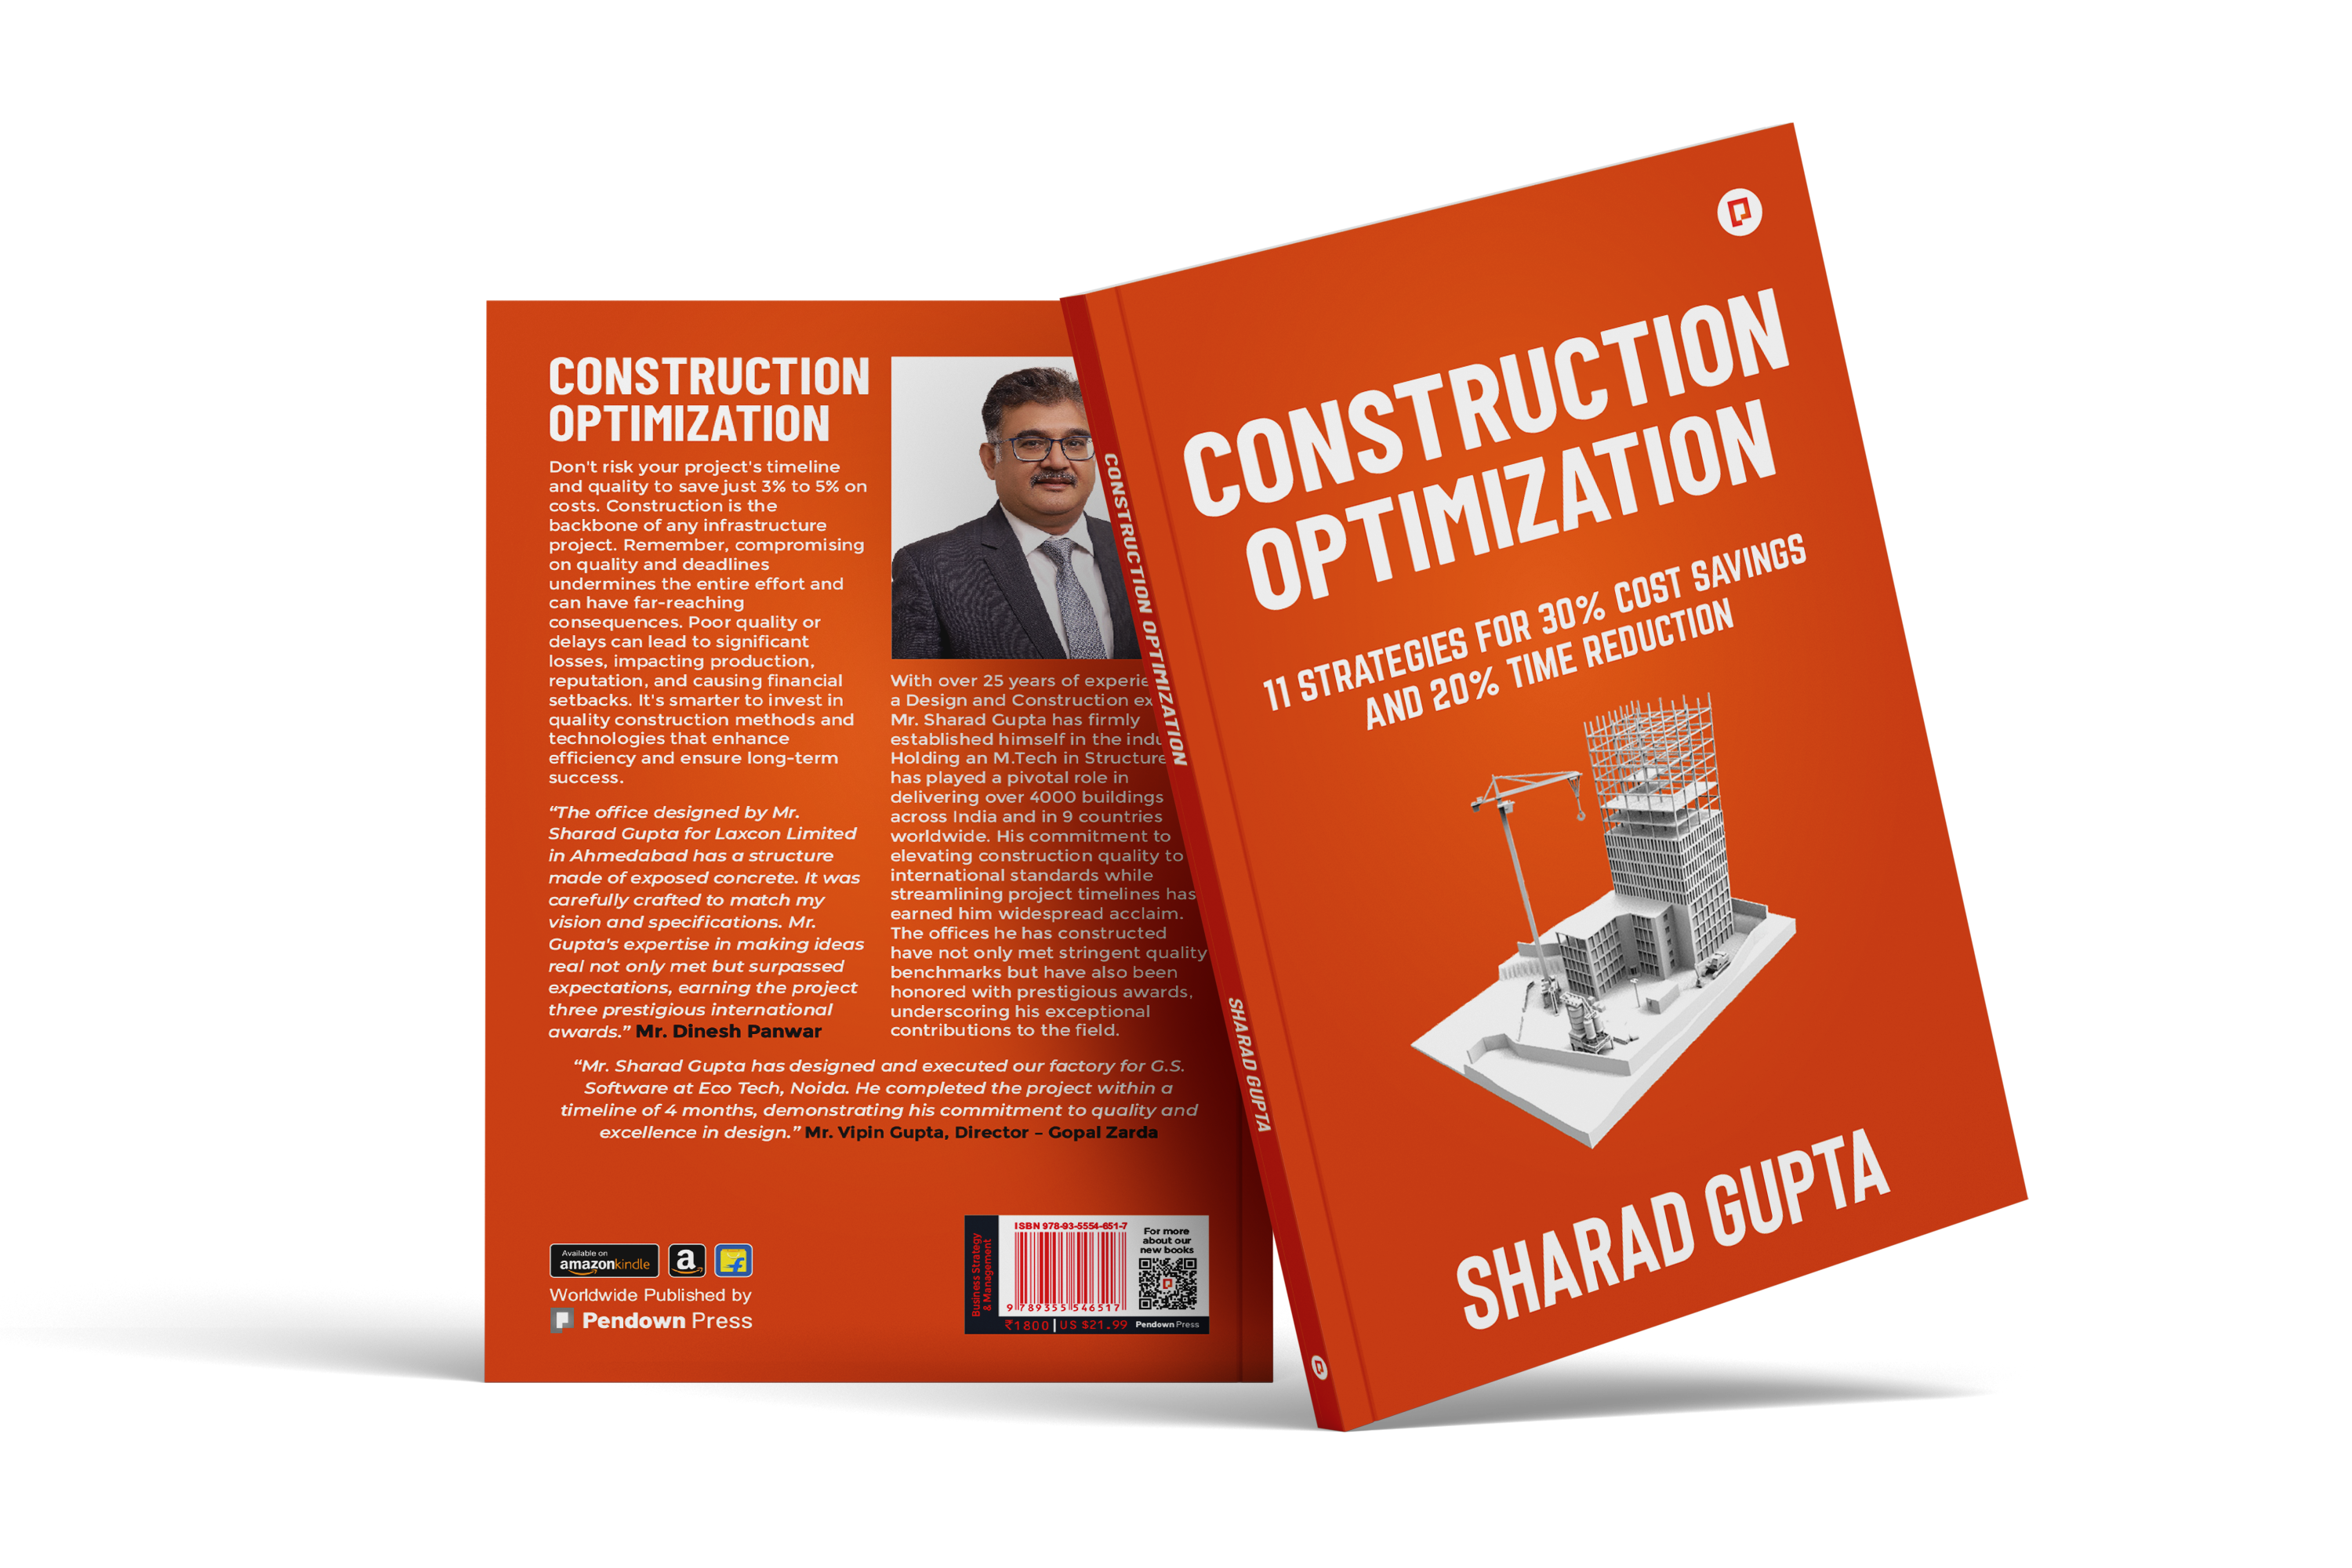 CONSTRUCTION
OPTIMIZATION
Don't risk your project's timeline
and quality to save just 3% to 5% on
costs. Construction is the
backbone of any infrastructure
project. Remember, compromising
on quality and deadlines
undermines the entire effort and
can have far-reaching
consequences. Poor quality or
delays can lead to significant
losses, impacting production,
reputation, and causing financial
setbacks. It's smarter to invest in
quality construction methods and
technologies that enhance
efficiency and ensure long-term
success.
“The office designed by Mr.
Sharad Gupta for Laxcon Limited
in Ahmedabad has a structure
made of exposed concrete. It was
carefully crafted to match my
vision and specifications. Mr.
Gupta's expertise in making ideas
real not only met but surpassed
expectations, earning the project
three prestigious international
awards.” Mr. Dinesh Panwar
With over 25 years of
a Design and Construction
Mr. Sharad Gupta has firmly
established himself in the
Holding an M.Tech in
has played a pivotal role in
delivering over 4000 buildings
across India and in 9 countries
worldwide. His commitment to
elevating construction quality to
international standards while
streamlining project timelines has
earned him widespread acclaim.
The offices he has constructed
have not only met stringent quality
benchmarks but have also been
honored with prestigious awards,
underscoring his exceptional
contributions to the field.
“Mr. Sharad Gupta has designed and executed our factory for G.S.
Software at Eco Tech, Noida. He completed the project within a
timeline of 4 months, demonstrating his commitment to quality and
excellence in design.” Mr. Vipin Gupta, Director – Gopal Zarda
Available on
amazonkindle
a
Worldwide Published by
Pendown Press
Business Strategy
& Management
ISBN 978-93-5554-651-7
9 789355 546517
For more
about our
new books
₹1800 | US $21.99
Pendown Press
CONSTRUCTION OPTIMIZATION
SHARAD GUPTA
CONSTRUCTION
OPTIMIZATION
11 STRATEGIES FOR 30% COST SAVINGS
AND 20% TIME REDUCTION
SHARAD GUPTA